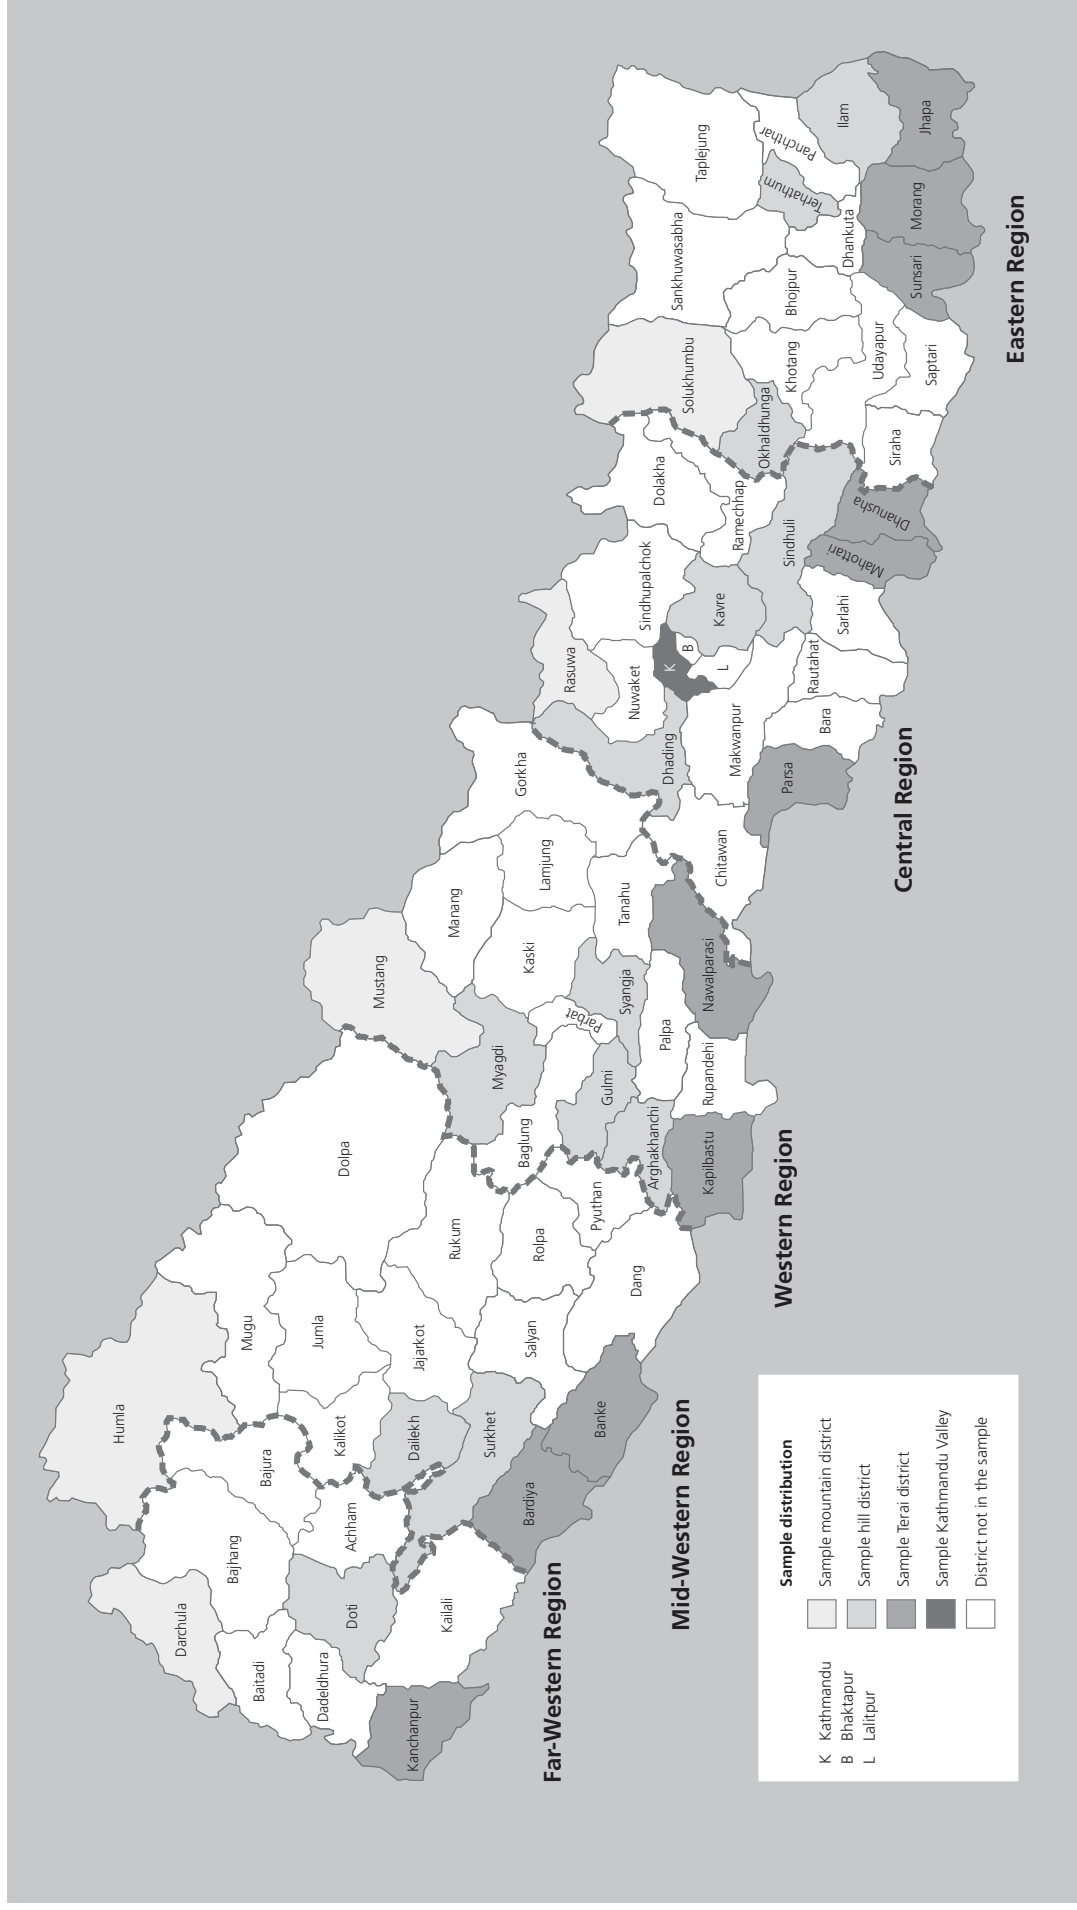 Humla
Darchula
Bajhang
Bajura
Mugu
Dolpa
Baitadi
Dadeldhura
Doti
Achham
Kalikot
Jumla
Kanchanpur
Kailali
Dailekh
Jajarkot
Rukum
Surkhet
Salyan
Rolpa
Bardiya
Banke
Dang
Pyuthan
Mustang
Manang
Gorkha
Myagdi
Kaski
Lamjung
Baglung
Parbat
Gulmi
Syangja
Tanahu
Arghakhanchi
Palpa
Kapilbastu
Rupandehi
Nawalparasi
Rasuwa
Nuwaket
Sindhupalchok
Dolakha
Dhading
K
B
L
Kavre
Ramechhap
Chitawan
Makwanpur
Sindhuli
Parsa
Bara
Rautahat
Sarlahi
Mahottari
Dhanusha
Solukhumbu
Sankhuwasabha
Taplejung
Okhaldhunga
Khotang
Bhojpur
Terhathum
Panchthar
Dhankuta
Ilam
Siraha
Saptari
Udayapur
Sunsari
Morang
Jhapa
Far-Western Region
Mid-Western Region
Western Region
Central Region
Eastern Region
K Kathmandu
B Bhaktapur
L Lalitpur
Sample distribution
Sample mountain district
Sample hill district
Sample Terai district
Sample Kathmandu Valley
District not in the sample